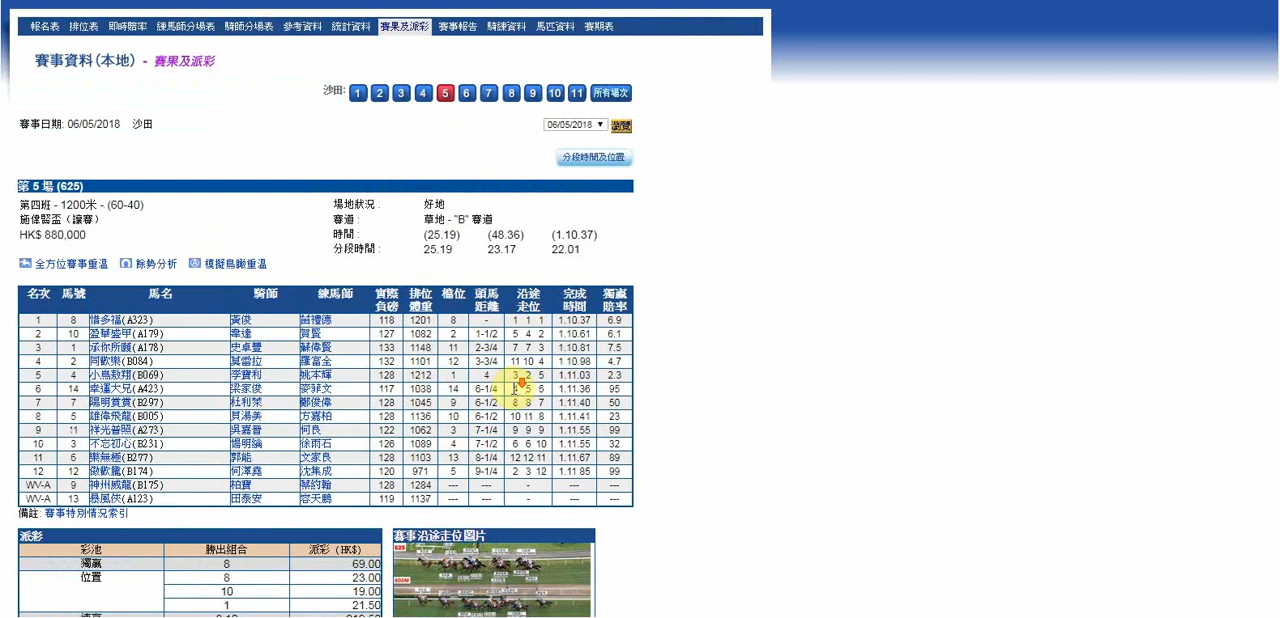 報名表 排位表 即時賠率 練馬師分場表 騎師分場表 參考資料 統計資料 賽果及派彩 賽事報告 騎練資料 馬匹資料 賽期表
賽事資料(本地) - 賽果及派彩
沙田: 1 2 3 4 5 6 7 8 9 10 11 所有場次
賽事日期: 06/05/2018 沙田 06/05/2018 ▼ 瀏覽
分段時間及位置
第 5 場 (625)
第四班 - 1200米 - (60-40) 場地狀況 : 好地
施偉賢盃（讓賽） 賽道 : 草地 - "B" 賽道
HK$ 880,000 時間 : (25.19) (48.36) (1.10.37)
分段時間 : 25.19 23.17 22.01
全方位賽事重溫 餘勢分析 模擬鳥瞰重溫
名次 馬號 馬名 騎師 練馬師 實際負磅 排位體重 檔位 頭馬距離 沿途走位 完成時間 獨贏賠率
1 8 惜多福(A323) 黃俊 苗禮德 118 1201 8 - 1 1 1 1.10.37 6.9
2 10 盈華盛甲(A179) 韋達 賀賢 127 1082 2 1-1/2 5 4 2 1.10.61 6.1
3 1 承你所願(A178) 史卓豐 蘇偉賢 133 1148 11 2-3/4 7 7 3 1.10.81 7.5
4 2 同歡樂(B084) 莫雷拉 羅富全 132 1101 12 3-3/4 11 10 4 1.10.98 4.7
5 4 小鳥敖翔(B069) 李寶利 姚本輝 128 1212 1 4 3 2 5 1.11.03 2.3
6 14 幸運大兄(A423) 梁家俊 麥菲文 117 1038 14 6-1/4 4 5 6 1.11.36 95
7 7 陽明賞賞(B297) 杜利萊 鄭俊偉 128 1045 9 6-1/2 8 8 7 1.11.40 50
8 5 雄偉飛龍(B005) 貝湯美 方嘉柏 128 1136 10 6-1/2 10 11 8 1.11.41 23
9 11 祥光普照(A273) 吳嘉晉 何良 122 1062 3 7-1/4 9 9 9 1.11.55 99
10 3 不忘初心(B231) 楊明綸 徐雨石 126 1089 4 7-1/2 6 6 10 1.11.55 32
11 6 樂無極(B277) 郭能 文家良 128 1103 13 8-1/4 12 12 11 1.11.67 89
12 12 傲歡騰(B174) 何澤堯 沈集成 120 971 5 9-1/4 2 3 12 1.11.85 99
WV-A 9 神州威龍(B175) 柏寶 蔡約翰 128 1284 --- --- - --- ---
WV-A 13 暴風俠(A123) 田泰安 容天鵬 119 1137 --- --- - --- ---
備註: 賽事特別情況索引
派彩 賽事沿途走位圖片
彩池 勝出組合 派彩 (HK$)
獨贏 8 69.00
位置 8 23.00
10 19.00
1 21.50
625
800M